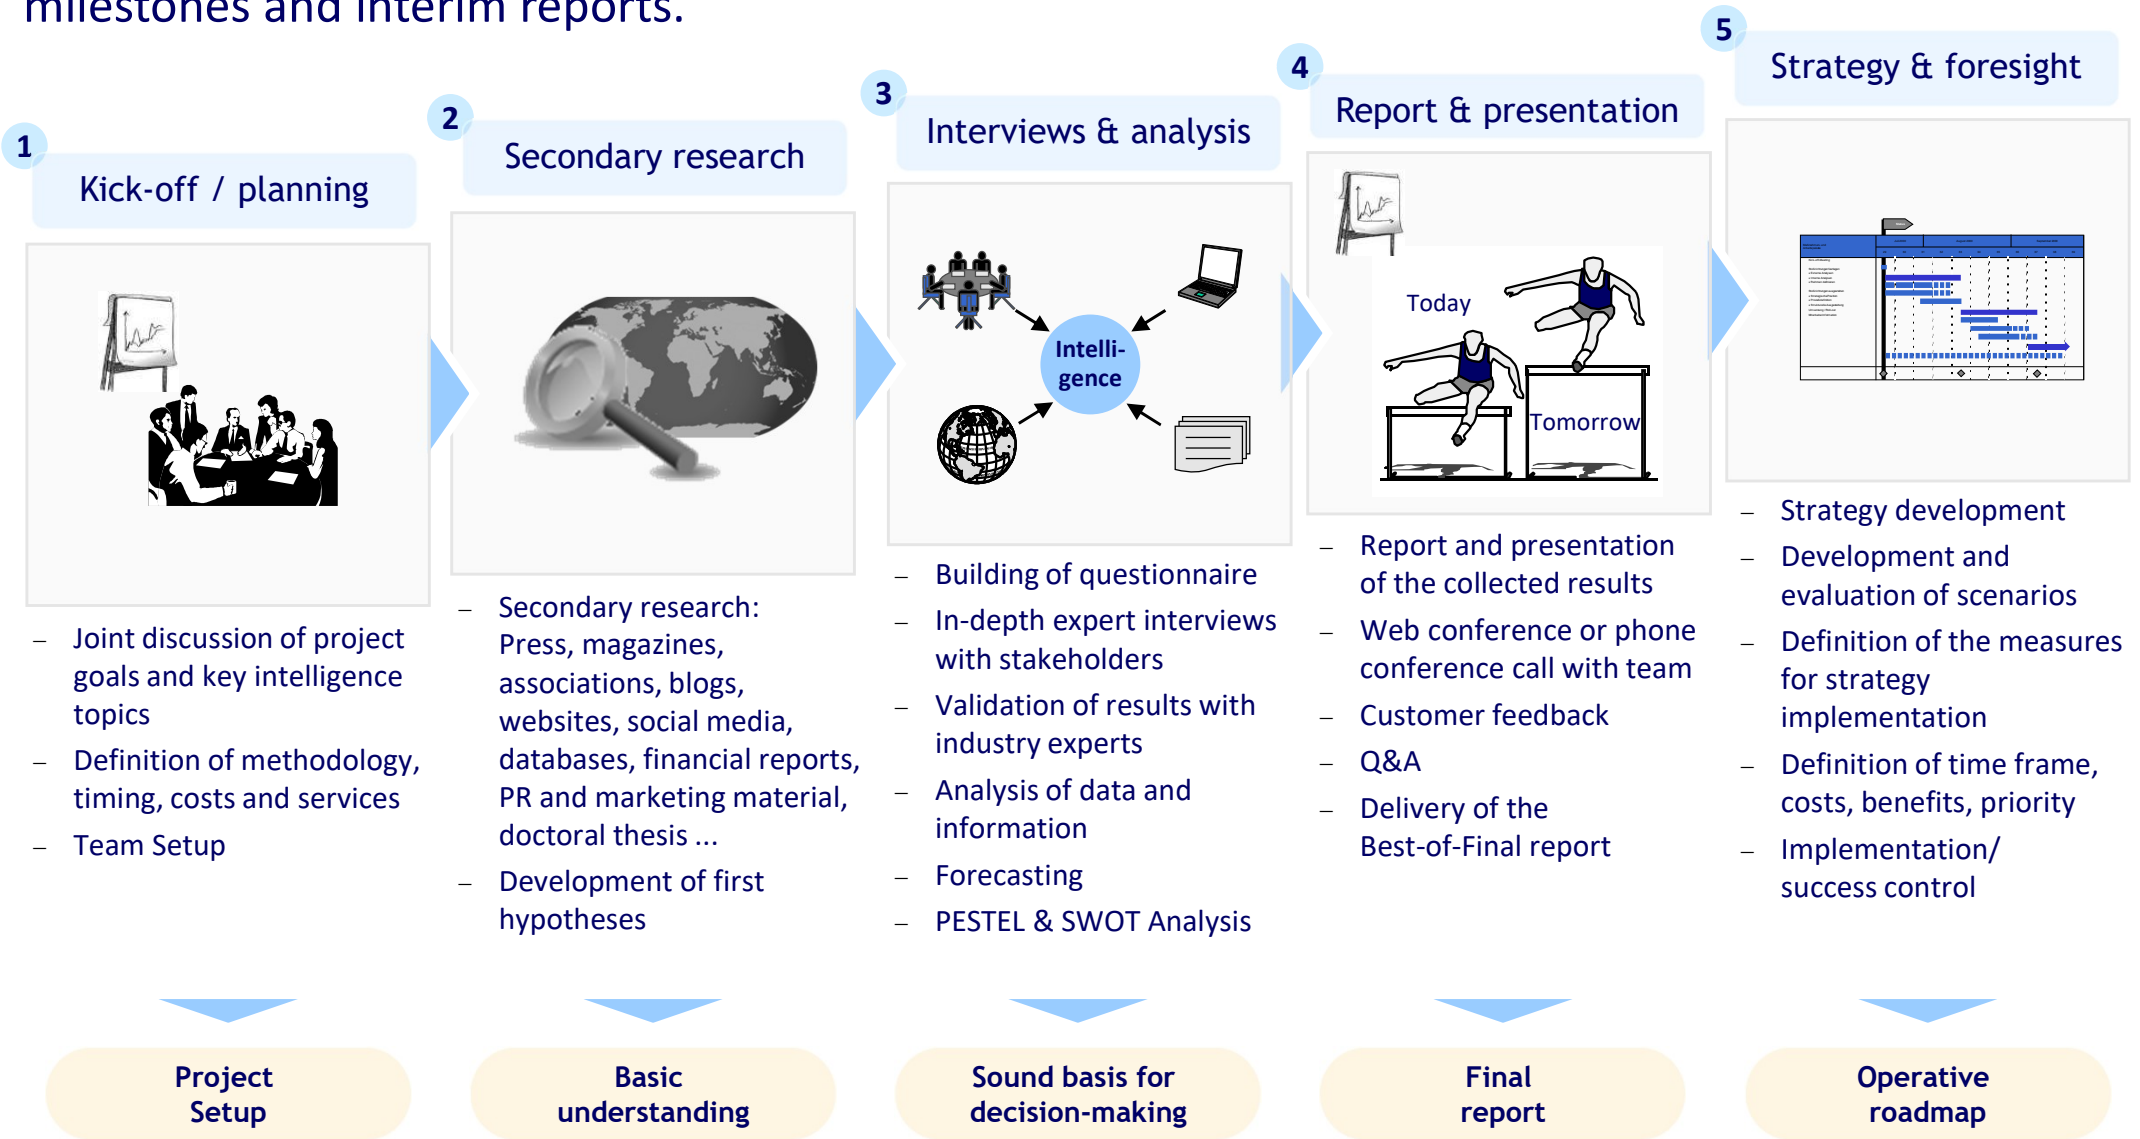 milestones and interim reports.
1
Kick-off / planning
– Joint discussion of project
goals and key intelligence
topics
– Definition of methodology,
timing, costs and services
– Team Setup
Project
Setup
2
Secondary research
– Secondary research:
Press, magazines,
associations, blogs,
websites, social media,
databases, financial reports,
PR and marketing material,
doctoral thesis ...
– Development of first
hypotheses
Basic
understanding
3
Interviews & analysis
Intelli-
gence
– Building of questionnaire
– In-depth expert interviews
with stakeholders
– Validation of results with
industry experts
– Analysis of data and
information
– Forecasting
– PESTEL & SWOT Analysis
Sound basis for
decision-making
4
Report & presentation
Today
Tomorrow
– Report and presentation
of the collected results
– Web conference or phone
conference call with team
– Customer feedback
– Q&A
– Delivery of the
Best-of-Final report
Final
report
5
Strategy & foresight
– Strategy development
– Development and
evaluation of scenarios
– Definition of the measures
for strategy
implementation
– Definition of time frame,
costs, benefits, priority
– Implementation/
success control
Operative
roadmap